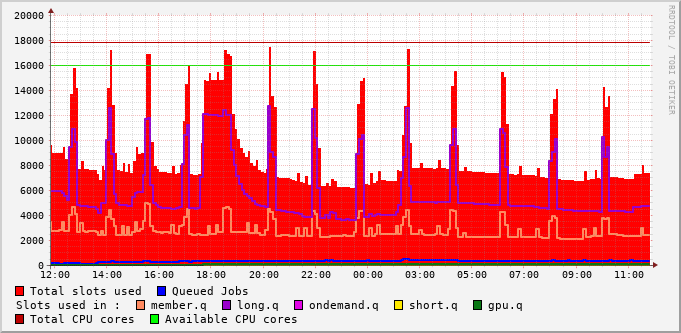 20000
18000
16000
14000
12000
10000
8000
6000
4000
2000
0
12:00 14:00 16:00 18:00 20:00 22:00 00:00 03:00 05:00 07:00 09:00 11:00
RRDTOOL / TOBI OETIKER
Total slots used Queued Jobs
Slots used in : member.q long.q ondemand.q short.q gpu.q
Total CPU cores Available CPU cores